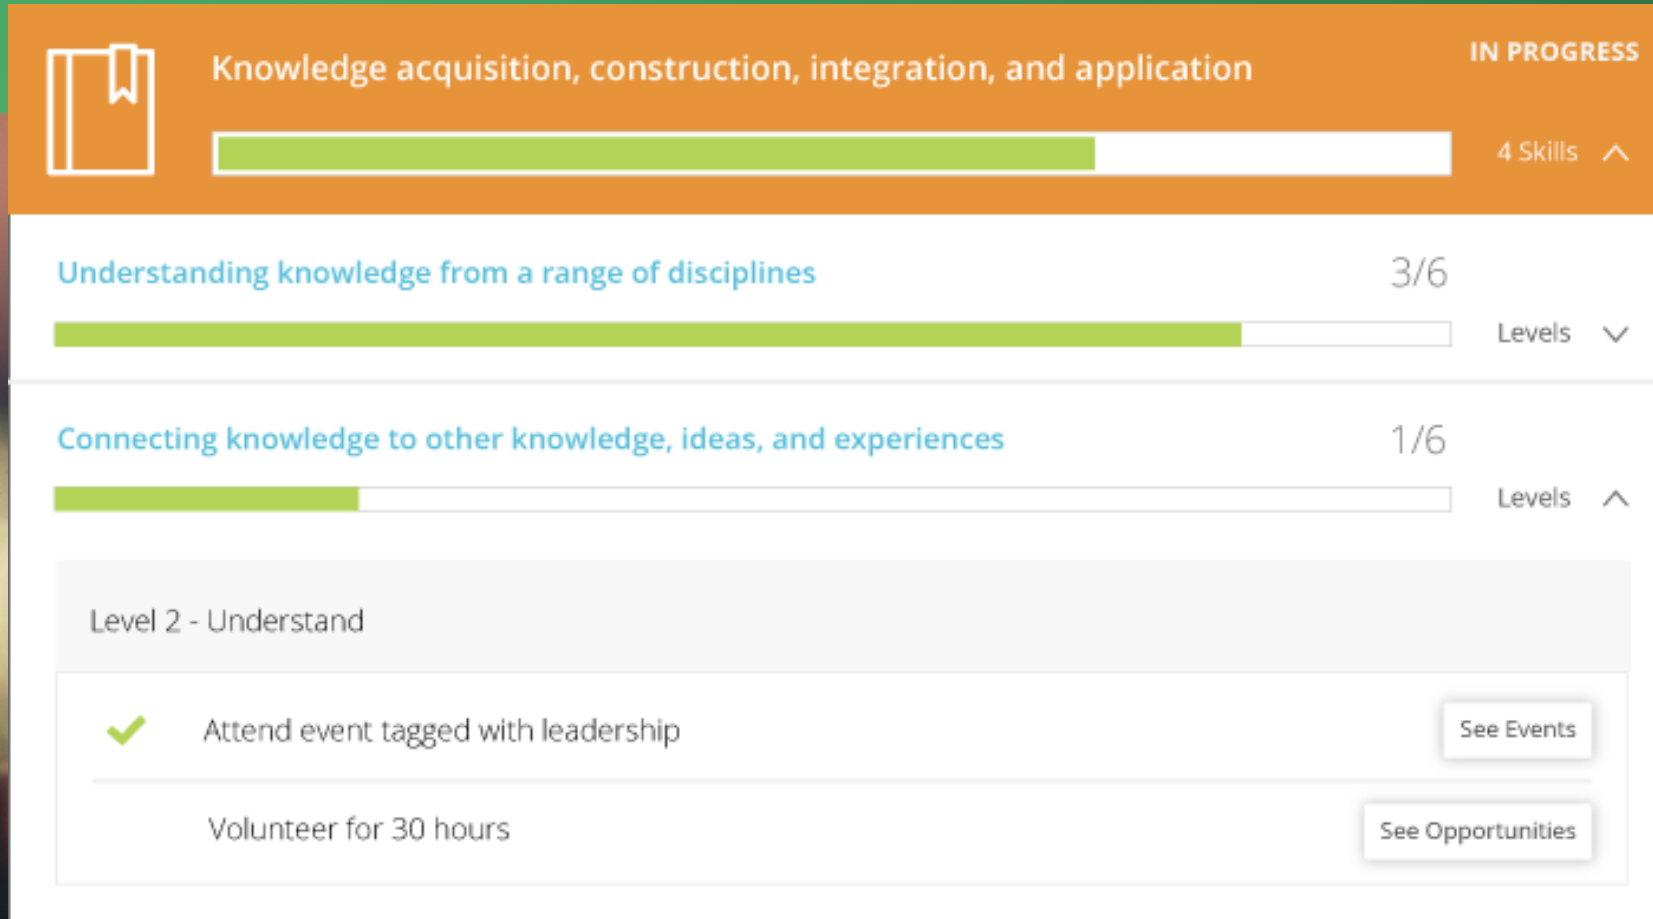 Knowledge acquisition, construction, integration, and application
IN PROGRESS
4 Skills
Understanding knowledge from a range of disciplines
3/6
Levels
Connecting knowledge to other knowledge, ideas, and experiences
1/6
Levels
Level 2 - Understand
Attend event tagged with leadership
See Events
Volunteer for 30 hours
See Opportunities